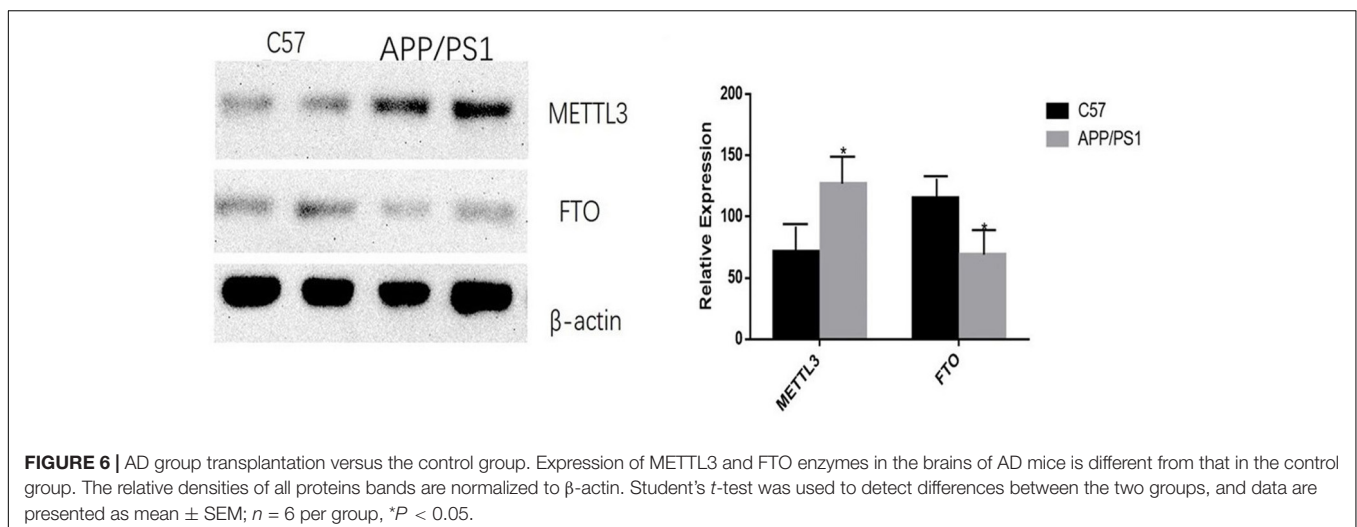 C57 APP/PS1
METTL3
FTO
β-actin
Relative Expression
200
150
100
50
0
* *
METTL3 FTO
C57
APP/PS1
FIGURE 6 | AD group transplantation versus the control group. Expression of METTL3 and FTO enzymes in the brains of AD mice is different from that in the control
group. The relative densities of all proteins bands are normalized to β-actin. Student's t-test was used to detect differences between the two groups, and data are
presented as mean ± SEM; n = 6 per group, *P < 0.05.